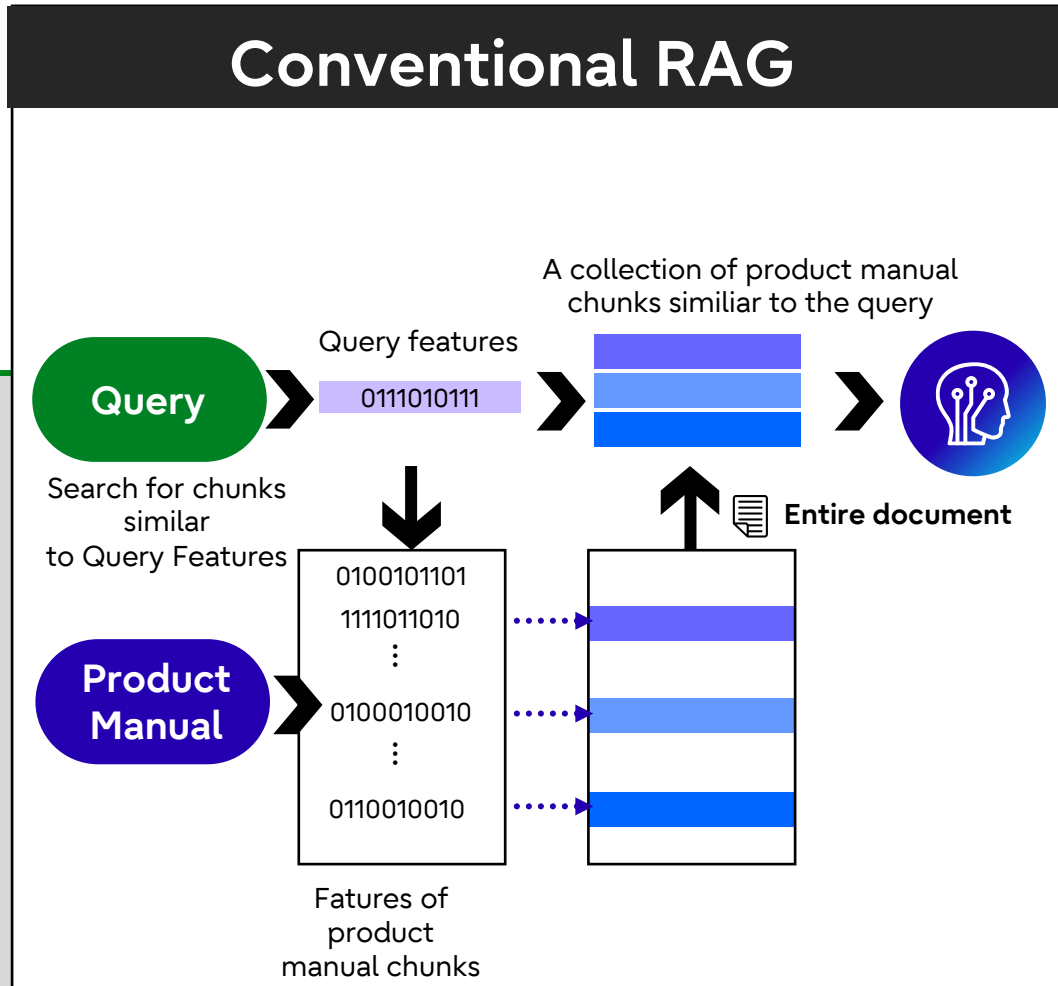 Conventional RAG
A collection of product manual
chunks similiar to the query
Query features
Query
0111010111
Search for chunks
similar
to Query Features
Entire document
0100101101
1111011010
⋮
Product
Manual
0100010010
⋮
0110010010
Fatures of
product
manual chunks